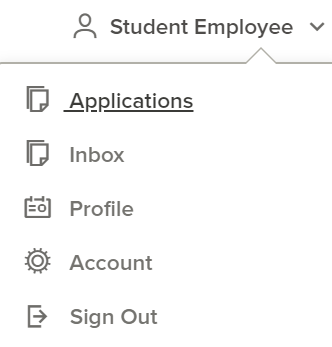 Student Employee
Applications
Inbox
Profile
Account
Sign Out